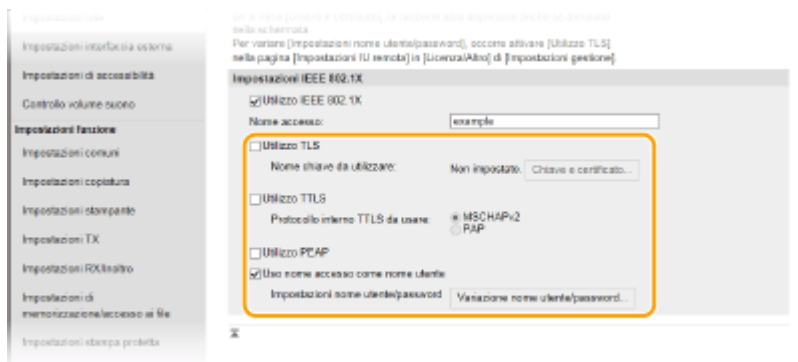 Impostazioni interfaccia esterna
Impostazioni di accessibilità
Controllo volume suono
Impostazioni funzione
Impostazioni comuni
Impostazioni copiatura
Impostazioni stampante
Impostazioni TX
Impostazioni RX/Inoltro
Impostazioni di
memorizzazione/accesso ai file
Impostazioni stampa protetta
nella schermata.
Per variare [Impostazioni nome utente/password], occorre attivare [Utilizzo TLS]
nella pagina [Impostazioni IU remota] in [Licenza/Altro] di [Impostazioni gestione].
Impostazioni IEEE 802.1X
Utilizzo IEEE 802.1X
Nome accesso: example
Utilizzo TLS
Nome chiave da utilizzare: Non impostato. Chiave e certificato...
Utilizzo TTLS
Protocollo interno TTLS da usare: MSCHAPv2
PAP
Utilizzo PEAP
Uso nome accesso come nome utente
Impostazioni nome utente/password Variazione nome utente/password...